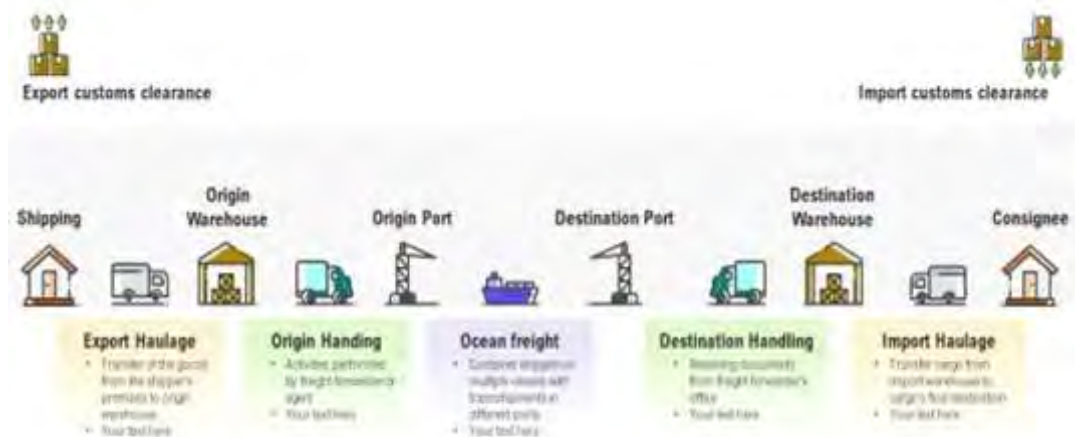 Export customs clearance
Import customs clearance
Shipping
Origin
Warehouse
Origin Port
Destination Port
Destination
Warehouse
Consignee
Export Haulage
• Transfer of the goods
from the shipper's
premises to origin
warehouse
• Your text here
Origin Handing
• Activities performed
by freight forwarder or
agent
• Your text here
Ocean freight
• Container
multiple vessels with
transshipments in
different ports
• Your text here
Destination Handling
• Receiving documents
from freight forwarder's
office
• Your text here
Import Haulage
• Transfer cargo from
import warehouse to
cargo's final destination
• Your text here